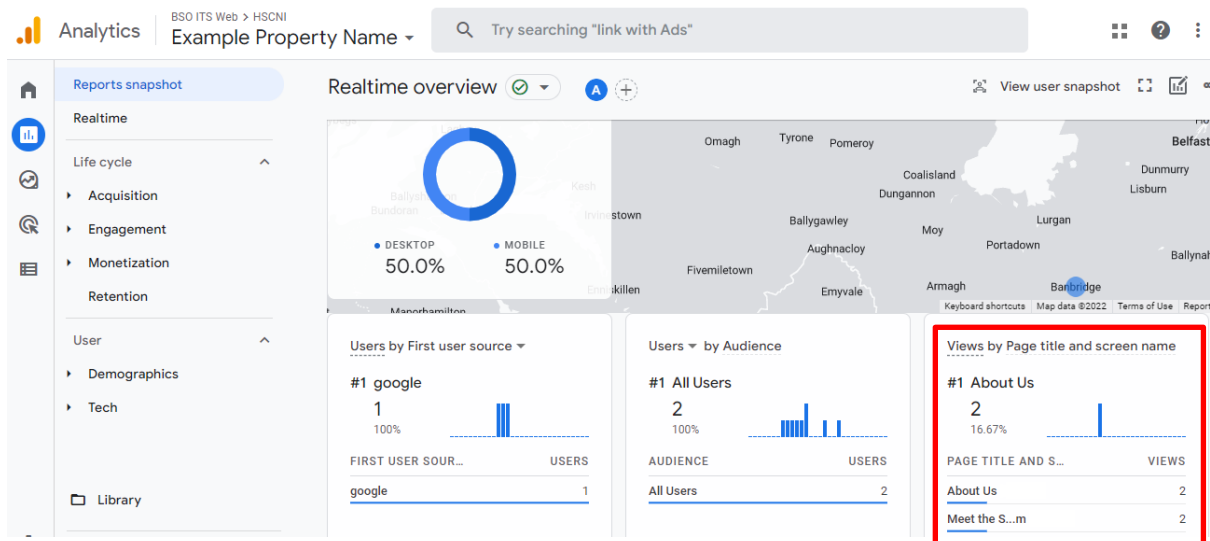 Analytics
BSO ITS Web > HSCNI
Example Property Name
Try searching "link with Ads"
Reports snapshot
Realtime
Life cycle
Acquisition
Engagement
Monetization
Retention
User
Demographics
Tech
Library
Realtime overview
A
View user snapshot
DESKTOP
50.0%
MOBILE
50.0%
Omagh
Tyrone
Pomeroy
Belfast
Coalisland
Dunmurry
Dungannon
Lisburn
Kesh
Bundoran
Ballygawley
Lurgan
Moy
Aughnacloy
Portadown
Fivemiletown
Emyvale
Armagh
Banbridge
Manorhamilton
Keyboard shortcuts
Map data ©2022
Terms of Use
Users by First user source
#1 google
1
100%
FIRST USER SOUR...
USERS
google
1
Users by Audience
#1 All Users
2
100%
AUDIENCE
USERS
All Users
2
Views by Page title and screen name
#1 About Us
2
16.67%
PAGE TITLE AND S...
VIEWS
About Us
2
Meet the S...m
2